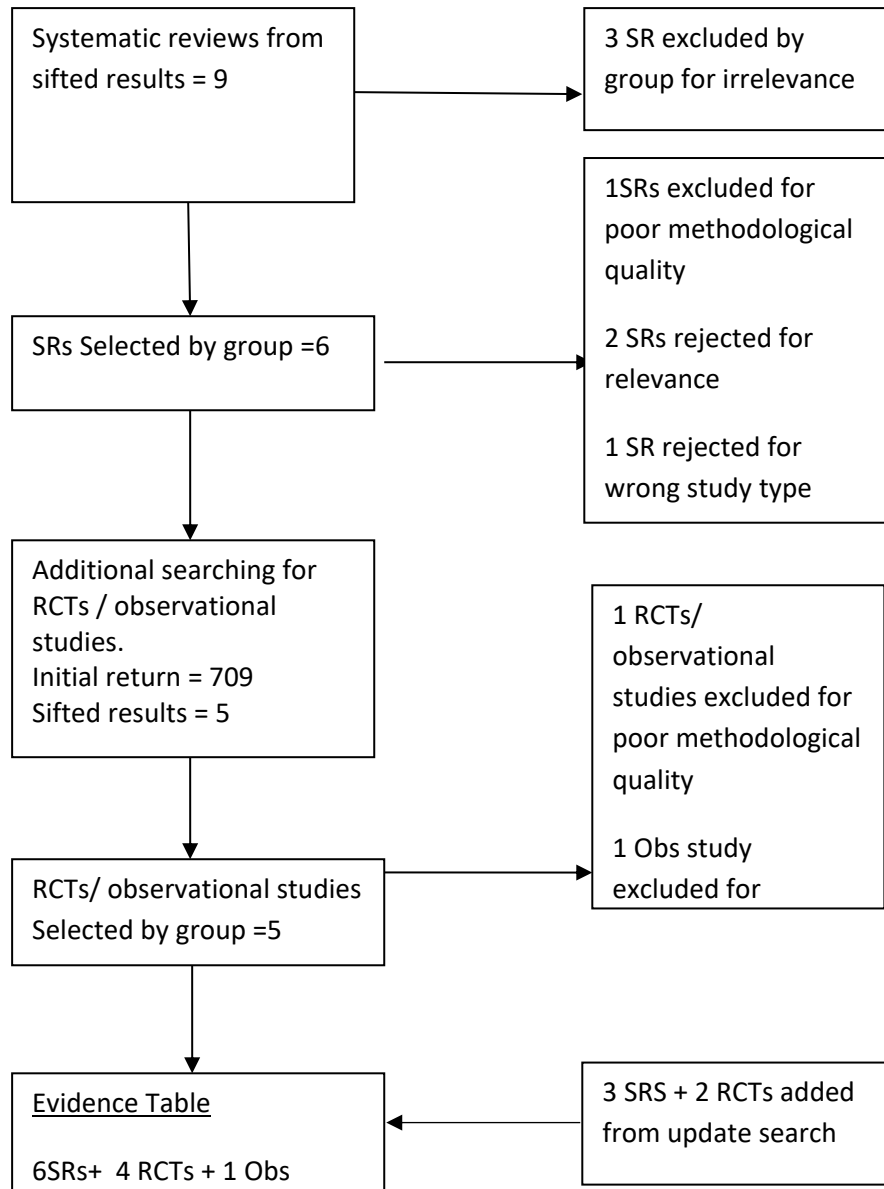 Systematic reviews from
sifted results = 9
3 SR excluded by
group for irrelevance
1SRs excluded for
poor methodological
quality
2 SRs rejected for
relevance
1 SR rejected for
wrong study type
SRs Selected by group =6
Additional searching for
RCTs / observational
studies.
Initial return = 709
Sifted results = 5
1 RCTs/
observational
studies excluded for
poor methodological
quality
1 Obs study
excluded for
RCTs/ observational studies
Selected by group =5
3 SRS + 2 RCTs added
from update search
Evidence Table
6SRs+  4 RCTs + 1 Obs